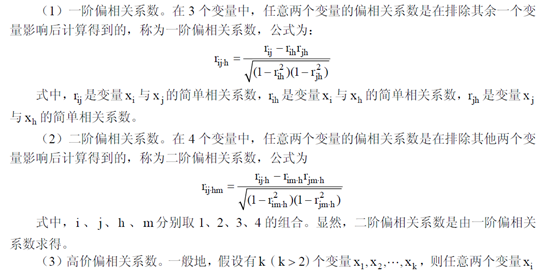 （1）一阶偏相关系数。在 3 个变量中，任意两个变量的偏相关系数是在排除其余一个变
量影响后计算得到的，称为一阶偏相关系数，公式为：
r_{ij·h} = \frac{r_{ij} - r_{ih}r_{jh}}{\sqrt{(1-r_{ih}^2)(1-r_{jh}^2)}}
式中，r_{ij} 是变量 x_i 与 x_j 的简单相关系数，r_{ih} 是变量 x_i 与 x_h 的简单相关系数，r_{jh} 是变量 x_j
与 x_h 的简单相关系数。
（2）二阶偏相关系数。在 4 个变量中，任意两个变量的偏相关系数是在排除其他两个变
量影响后计算得到的，称为二阶偏相关系数，公式为
r_{ij·hm} = \frac{r_{ij·h} - r_{im·h}r_{jm·h}}{\sqrt{(1-r_{im·h}^2)(1-r_{jm·h}^2)}}
式中，i 、j 、h 、m 分别取 1、2、3、4 的组合。显然，二阶偏相关系数是由一阶偏相关
系数求得。
（3）高价偏相关系数。一般地，假设有 k（ k > 2）个变量 x_1, x_2, ⋯, x_k，则任意两个变量 x_i